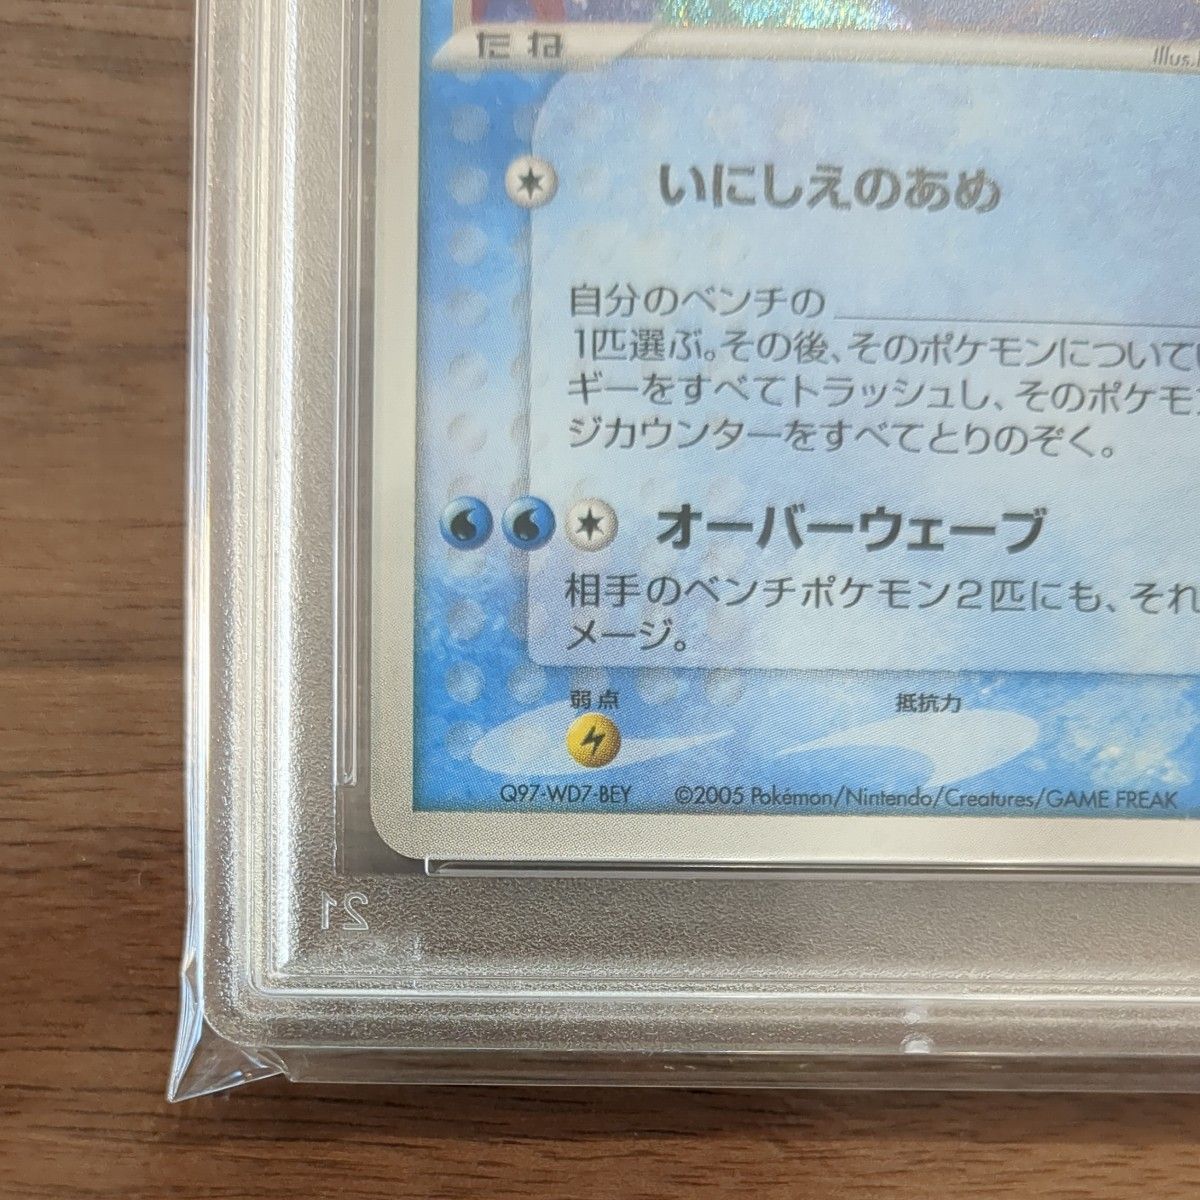 たね
Illus.
いにしえのあめ
自分のベンチの
1匹選ぶ。その後、そのポケモンについて
ギーをすべてトラッシュし、そのポケモ
ジカウンターをすべてとりのぞく。
オーバーウェーブ
相手のベンチポケモン2匹にも、それ
メージ。
弱点 抵抗力
Q97-WD7-BEY ©2005 Pokémon/Nintendo/Creatures/GAME FREAK
21